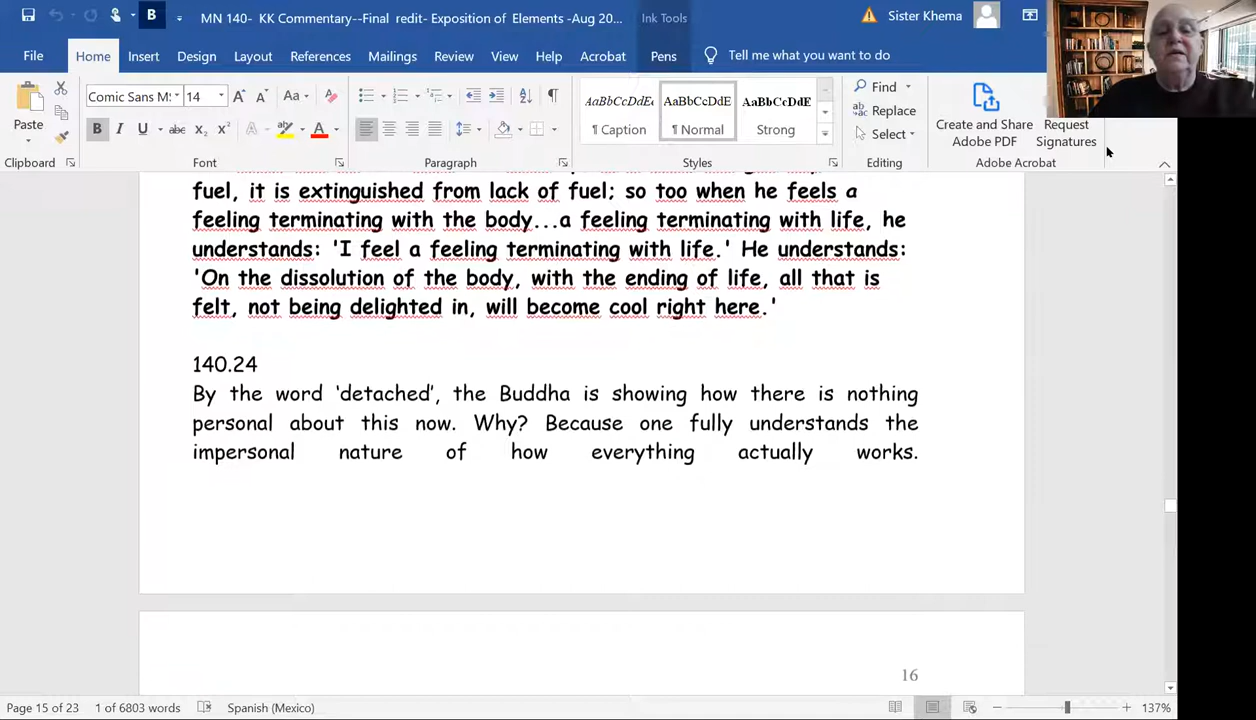 MN 140- KK Commentary--Final redit- Exposition of Elements -Aug 20...
Ink Tools
Sister Khema
File Home Insert Design Layout References Mailings Review View Help Acrobat Pens Tell me what you want to do
Paste
Clipboard
Comic Sans M: 14
Font
Paragraph
AaBbCcDdEe AaBbCcDdE AaBbCcDdE
¶ Caption ¶ Normal Strong
Styles
Find
Replace
Select
Editing
Create and Share Adobe PDF
Request Signatures
Adobe Acrobat
fuel, it is extinguished from lack of fuel; so too when he feels a
feeling terminating with the body...a feeling terminating with life, he
understands: 'I feel a feeling terminating with life.' He understands:
'On the dissolution of the body, with the ending of life, all that is
felt, not being delighted in, will become cool right here.'
140.24
By the word ‘detached’, the Buddha is showing how there is nothing
personal about this now. Why? Because one fully understands the
impersonal nature of how everything actually works.
16
Page 15 of 23 1 of 6803 words Spanish (Mexico) 137%